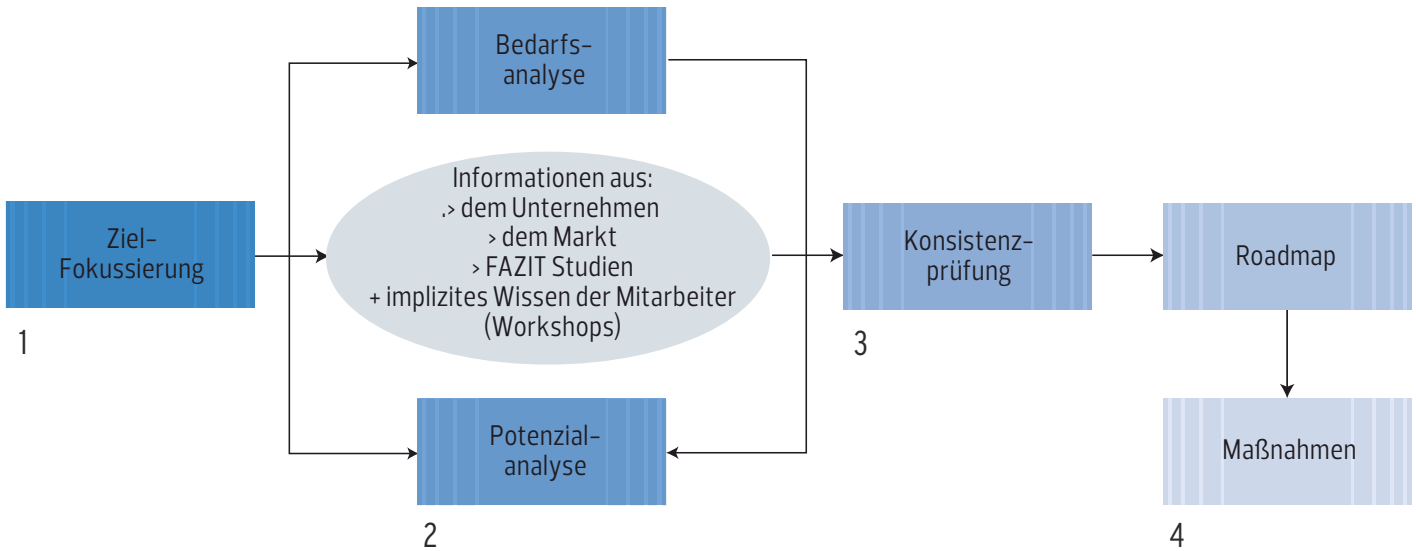 Bedarfs-
analyse
Informationen aus:
.> dem Unternehmen
> dem Markt
> FAZIT Studien
+ implizites Wissen der Mitarbeiter
(Workshops)
Ziel-
Fokussierung
1
Konsistenz-
prüfung
3
Roadmap
Potenzial-
analyse
2
Maßnahmen
4